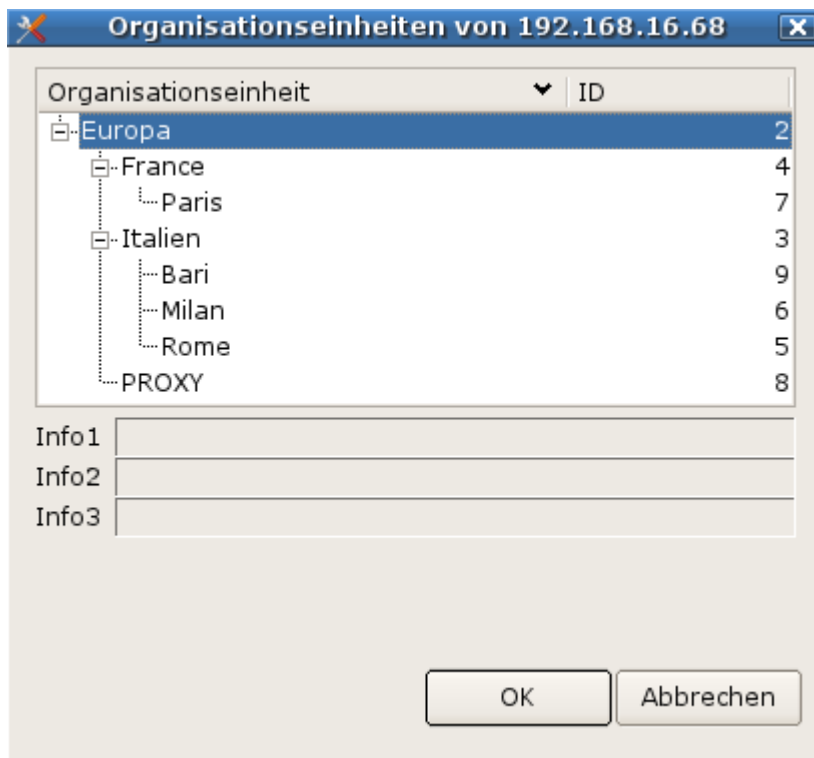 Organisationseinheiten von 192.168.16.68
Organisationseinheit ID
Europa 2
France 4
Paris 7
Italien 3
Bari 9
Milan 6
Rome 5
PROXY 8
Info1
Info2
Info3
OK Abbrechen